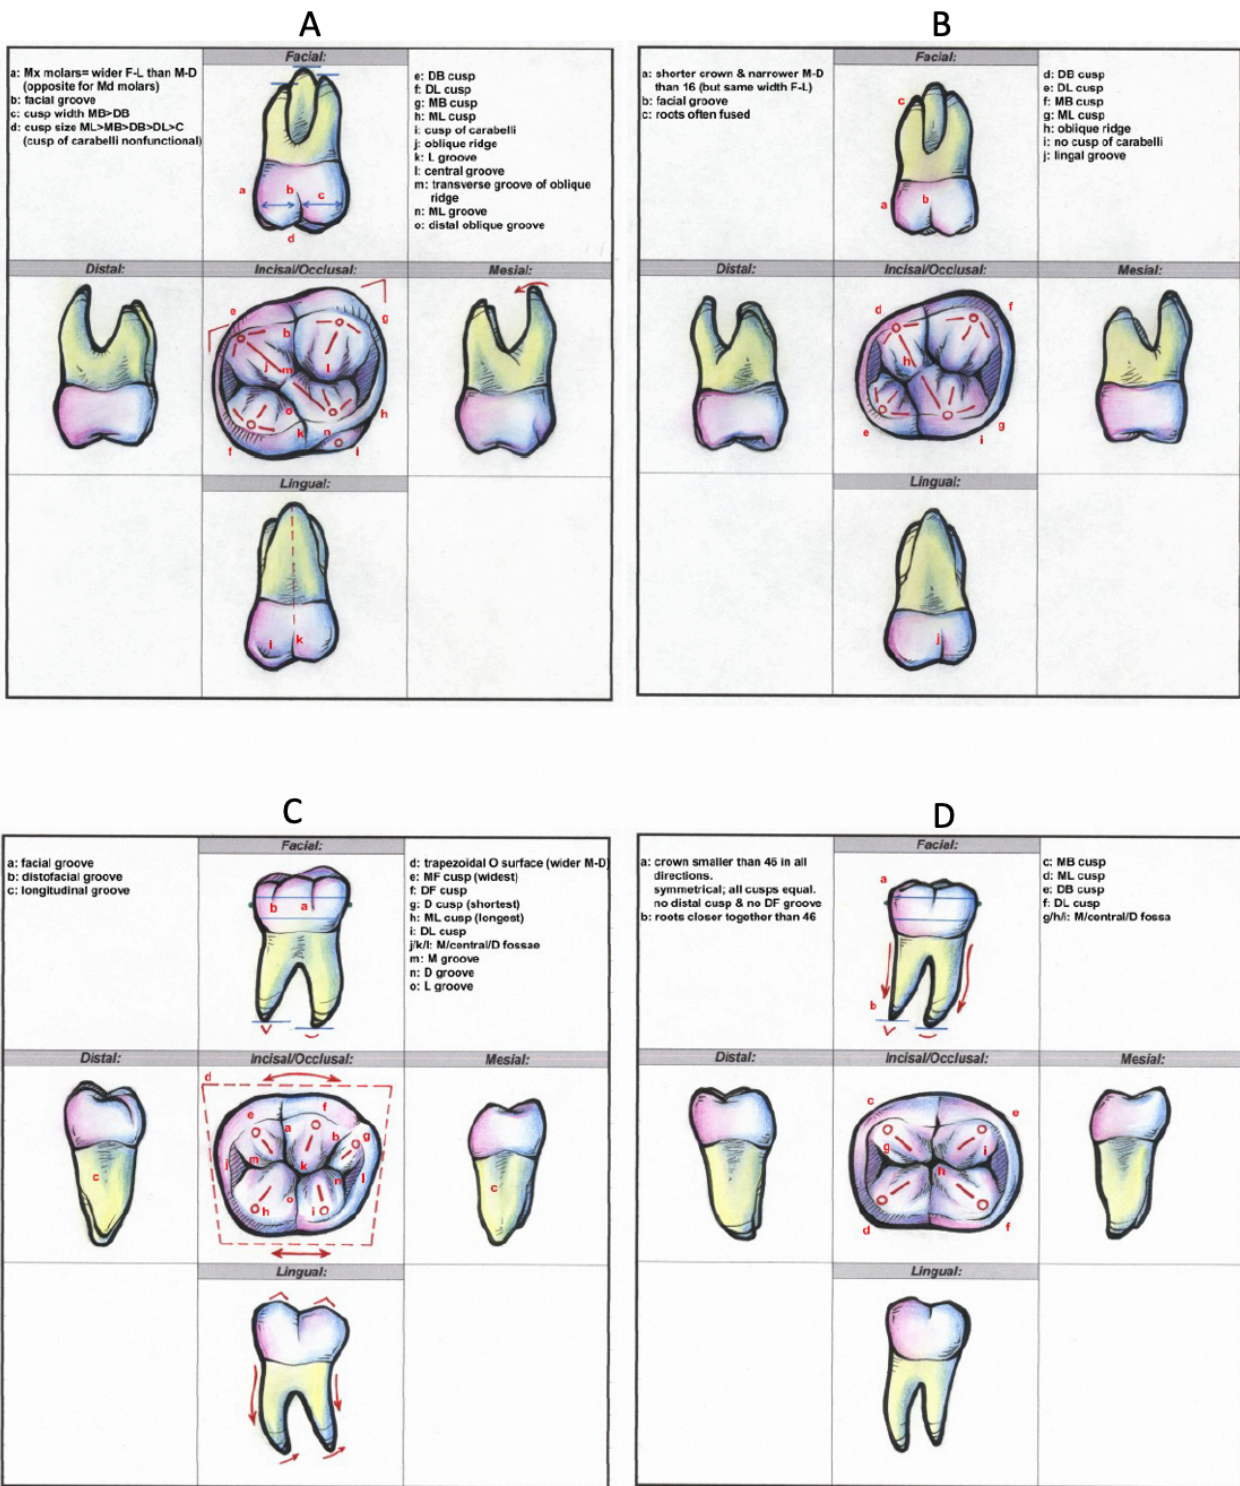 A
Facial:
a: Mx molars= wider F-L than M-D
(opposite for Md molars)
b: facial groove
c: cusp width MB>DB
d: cusp size ML>MB>DB>DL>C
(cusp of carabelli nonfunctional)
a
b
c
d
e: DB cusp
f: DL cusp
g: MB cusp
h: ML cusp
i: cusp of carabelli
j: oblique ridge
k: L groove
l: central groove
m: transverse groove of oblique
ridge
n: ML groove
o: distal oblique groove
Distal:
Incisal/Occlusal:
Mesial:
e
g
b
j
m
l
o
h
k
n
f
i
Lingual:
i
k
B
Facial:
a: shorter crown & narrower M-D
than 16 (but same width F-L)
b: facial groove
c: roots often fused
c
a
b
d: DB cusp
e: DL cusp
f: MB cusp
g: ML cusp
h: oblique ridge
i: no cusp of carabelli
j: lingal groove
Distal:
Incisal/Occlusal:
Mesial:
d
f
h
e
g
i
Lingual:
j
C
Facial:
a: facial groove
b: distofacial groove
c: longitudinal groove
b
a
d: trapezoidal O surface (wider M-D)
e: MF cusp (widest)
f: DF cusp
g: D cusp (shortest)
h: ML cusp (longest)
i: DL cusp
j/k/l: M/central/D fossae
m: M groove
n: D groove
o: L groove
Distal:
Incisal/Occlusal:
Mesial:
c
d
e
f
a
b
g
j
m
k
l
n
o
h
i
c
Lingual:
D
Facial:
a: crown smaller than 46 in all
directions.
symmetrical; all cusps equal.
no distal cusp & no DF groove
b: roots closer together than 46
a
b
c: MB cusp
d: ML cusp
e: DB cusp
f: DL cusp
g/h/i: M/central/D fossa
Distal:
Incisal/Occlusal:
Mesial:
c
e
g
i
h
d
f
Lingual: